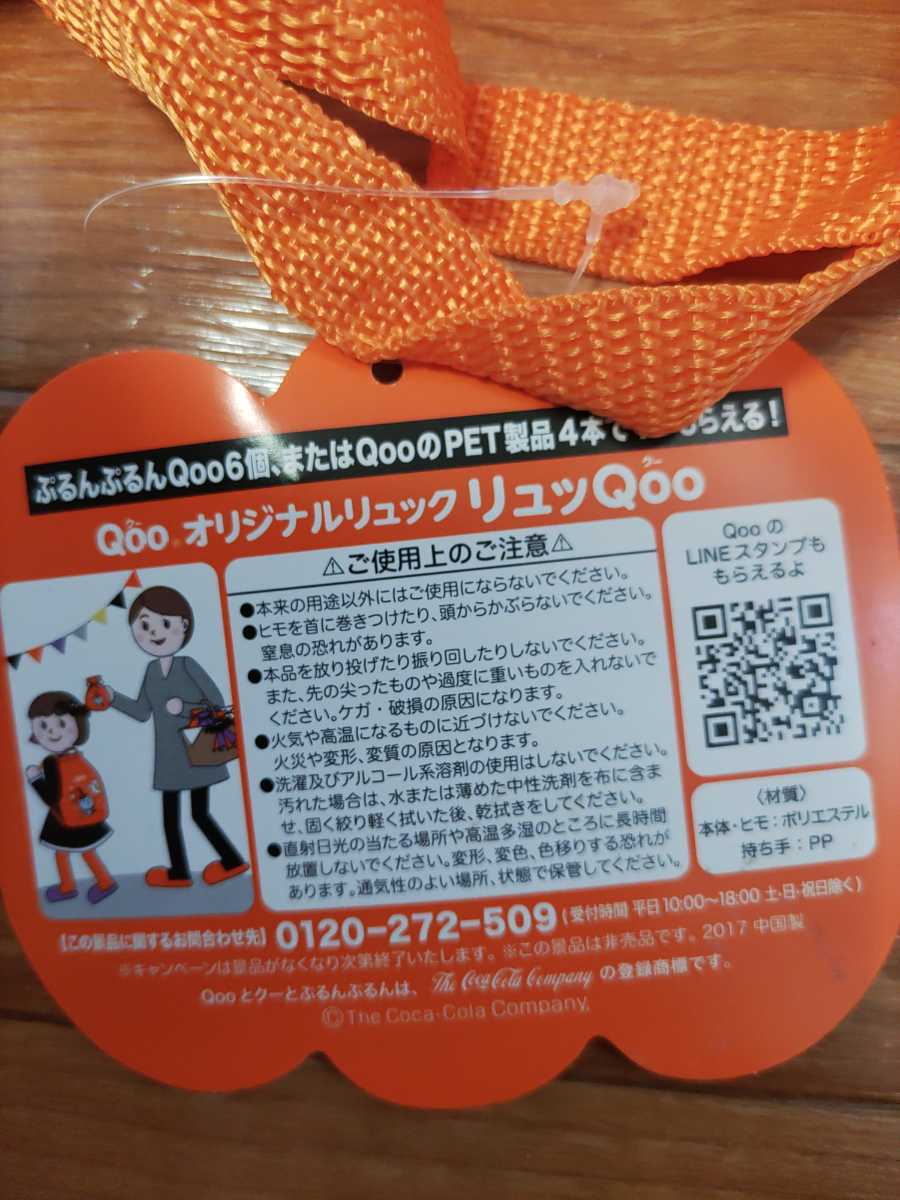 ぷるんぷるんQoo6個、またはQooのPET製品4本で もらえる!
クー
Qoo オリジナルリュック リュッQoo
クー
⚠ご使用上のご注意⚠
●本来の用途以外にはご使用にならないでください。
●ヒモを首に巻きつけたり、頭からかぶらないでください。
窒息の恐れがあります。
●本品を放り投げたり振り回したりしないでください。
また、先の尖ったものや過度に重いものを入れないで
ください。ケガ・破損の原因になります。
●火気や高温になるものに近づけないでください。
火災や変形、変質の原因となります。
●洗濯及びアルコール系溶剤の使用はしないでください。
汚れた場合は、水または薄めた中性洗剤を布に含ま
せ、固く絞り軽く拭いた後、乾拭きをしてください。
●直射日光の当たる場所や高温多湿のところに長時間
放置しないでください。変形、変色、色移りする恐れが
あります。通気性のよい場所、状態で保管してください。
Qooの
LINEスタンプも
もらえるよ
〈材質〉
本体・ヒモ:ポリエステル
持ち手:PP
【この景品に関するお問合わせ先】0120-272-509(受付時間 平日10:00~18:00 土・日・祝日除く)
※キャンペーンは景品がなくなり次第終了いたします。※この景品は非売品です。2017 中国製
Qooとクーとぷるんぷるんは、The Coca-Cola Companyの登録商標です。
©The Coca-Cola Company.